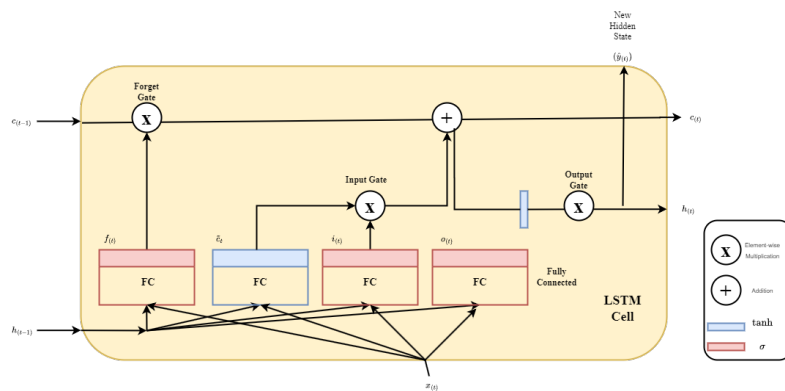 New
Hidden
State
(ŷ₍t₎)
Forget
Gate
c₍t−1₎
x
+
c₍t₎
Input Gate
Output
Gate
x
x
h₍t₎
f₍t₎
c̃ₜ
i₍t₎
o₍t₎
FC
FC
FC
FC
Fully
Connected
LSTM
Cell
h₍t−1₎
x₍t₎
x
Element-wise
Multiplication
+
Addition
tanh
σ